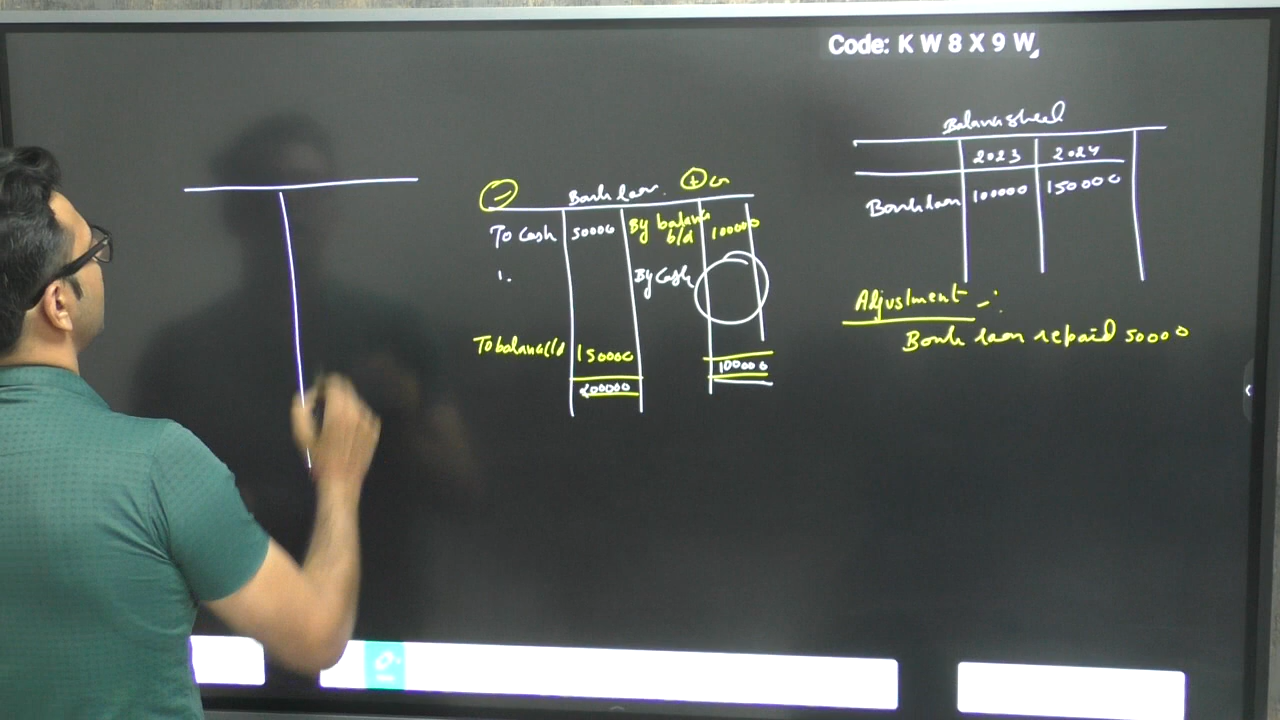 Code: K W 8 X 9 W
Balance sheet
2023 2024
Bank loan 100000 150000
Adjustment -:
Bank loan repaid 50000
- Bank loan. + Cr
To Cash 50000 By balance b/d 100000
By Cash
To balance c/d 150000
200000 100000